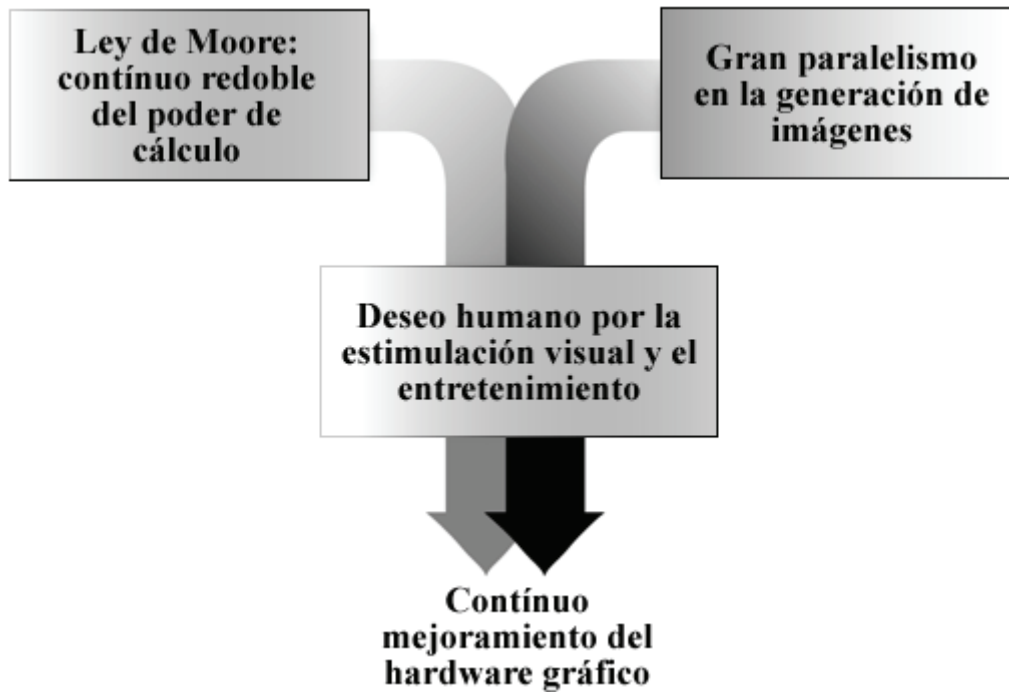 Ley de Moore:
contínuo redoble
del poder de
cálculo
Gran paralelismo
en la generación de
imágenes
Deseo humano por la
estimulación visual y el
entretenimiento
Contínuo
mejoramiento del
hardware gráfico